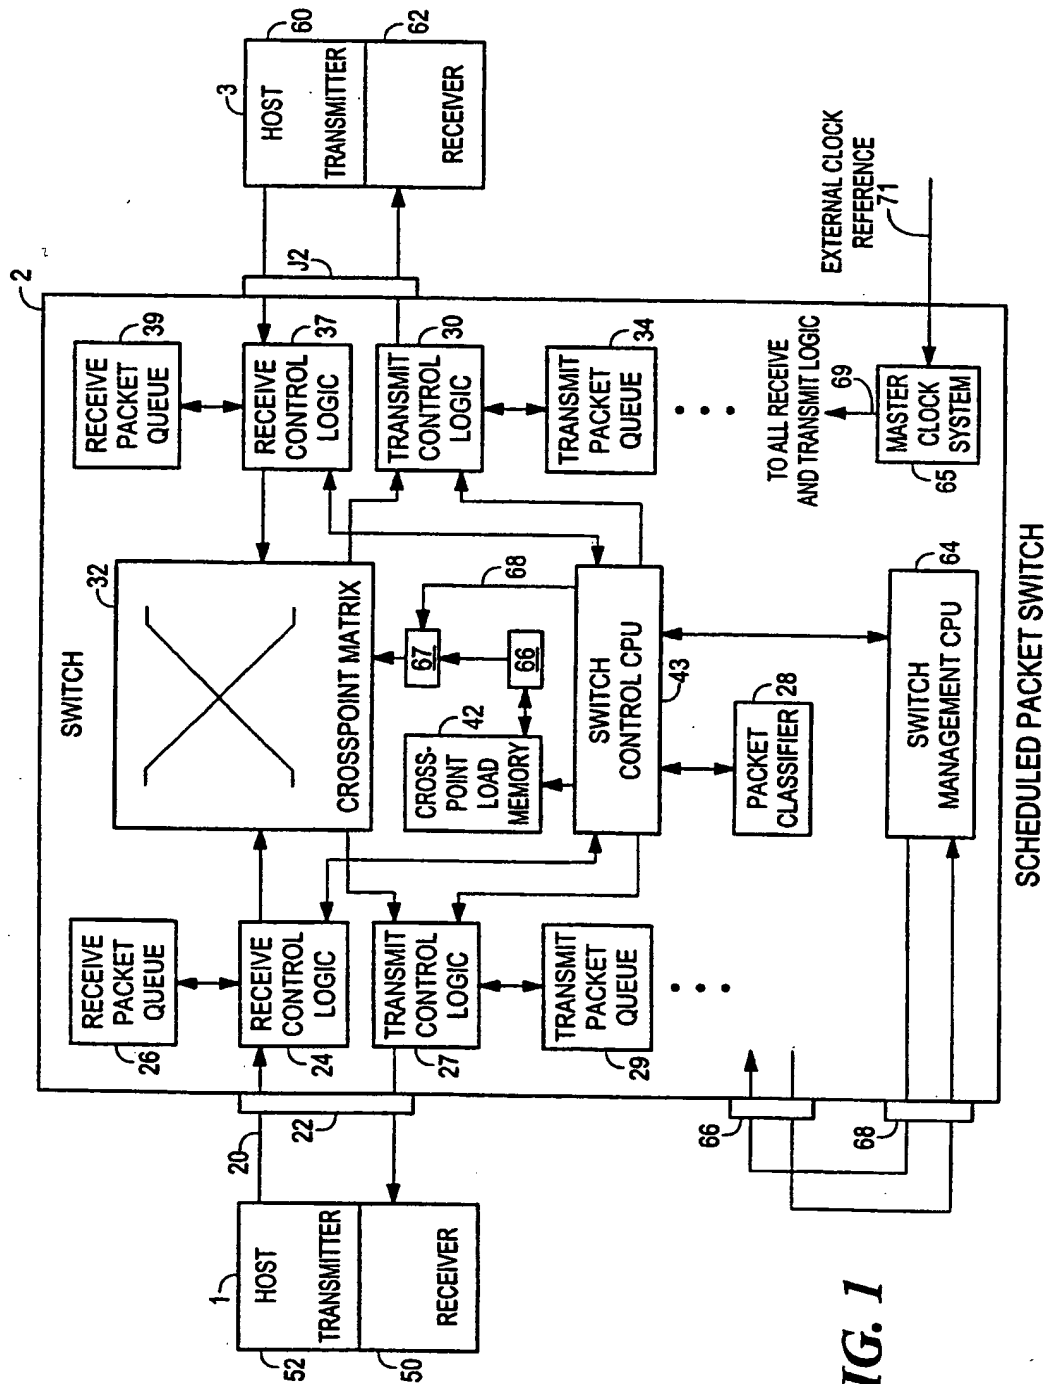 SCHEDULED PACKET SWITCH
2
SWITCH
32
CROSSPOINT MATRIX
RECEIVE
PACKET
QUEUE
26
RECEIVE
CONTROL
LOGIC
24
TRANSMIT
CONTROL
LOGIC
27
TRANSMIT
PACKET
QUEUE
29
RECEIVE
PACKET
QUEUE
39
RECEIVE
CONTROL
LOGIC
37
TRANSMIT
CONTROL
LOGIC
30
TRANSMIT
PACKET
QUEUE
34
67
66
68
CROSS-
POINT
LOAD
MEMORY
42
SWITCH
CONTROL CPU
43
PACKET
CLASSIFIER
28
SWITCH
MANAGEMENT CPU
64
TO ALL RECEIVE
AND TRANSMIT LOGIC
69
MASTER
CLOCK
SYSTEM
65
EXTERNAL CLOCK
REFERENCE
71
1
HOST
TRANSMITTER
52
RECEIVER
50
20
22
3
HOST
TRANSMITTER
60
RECEIVER
62
J2
66
68
IG. 1